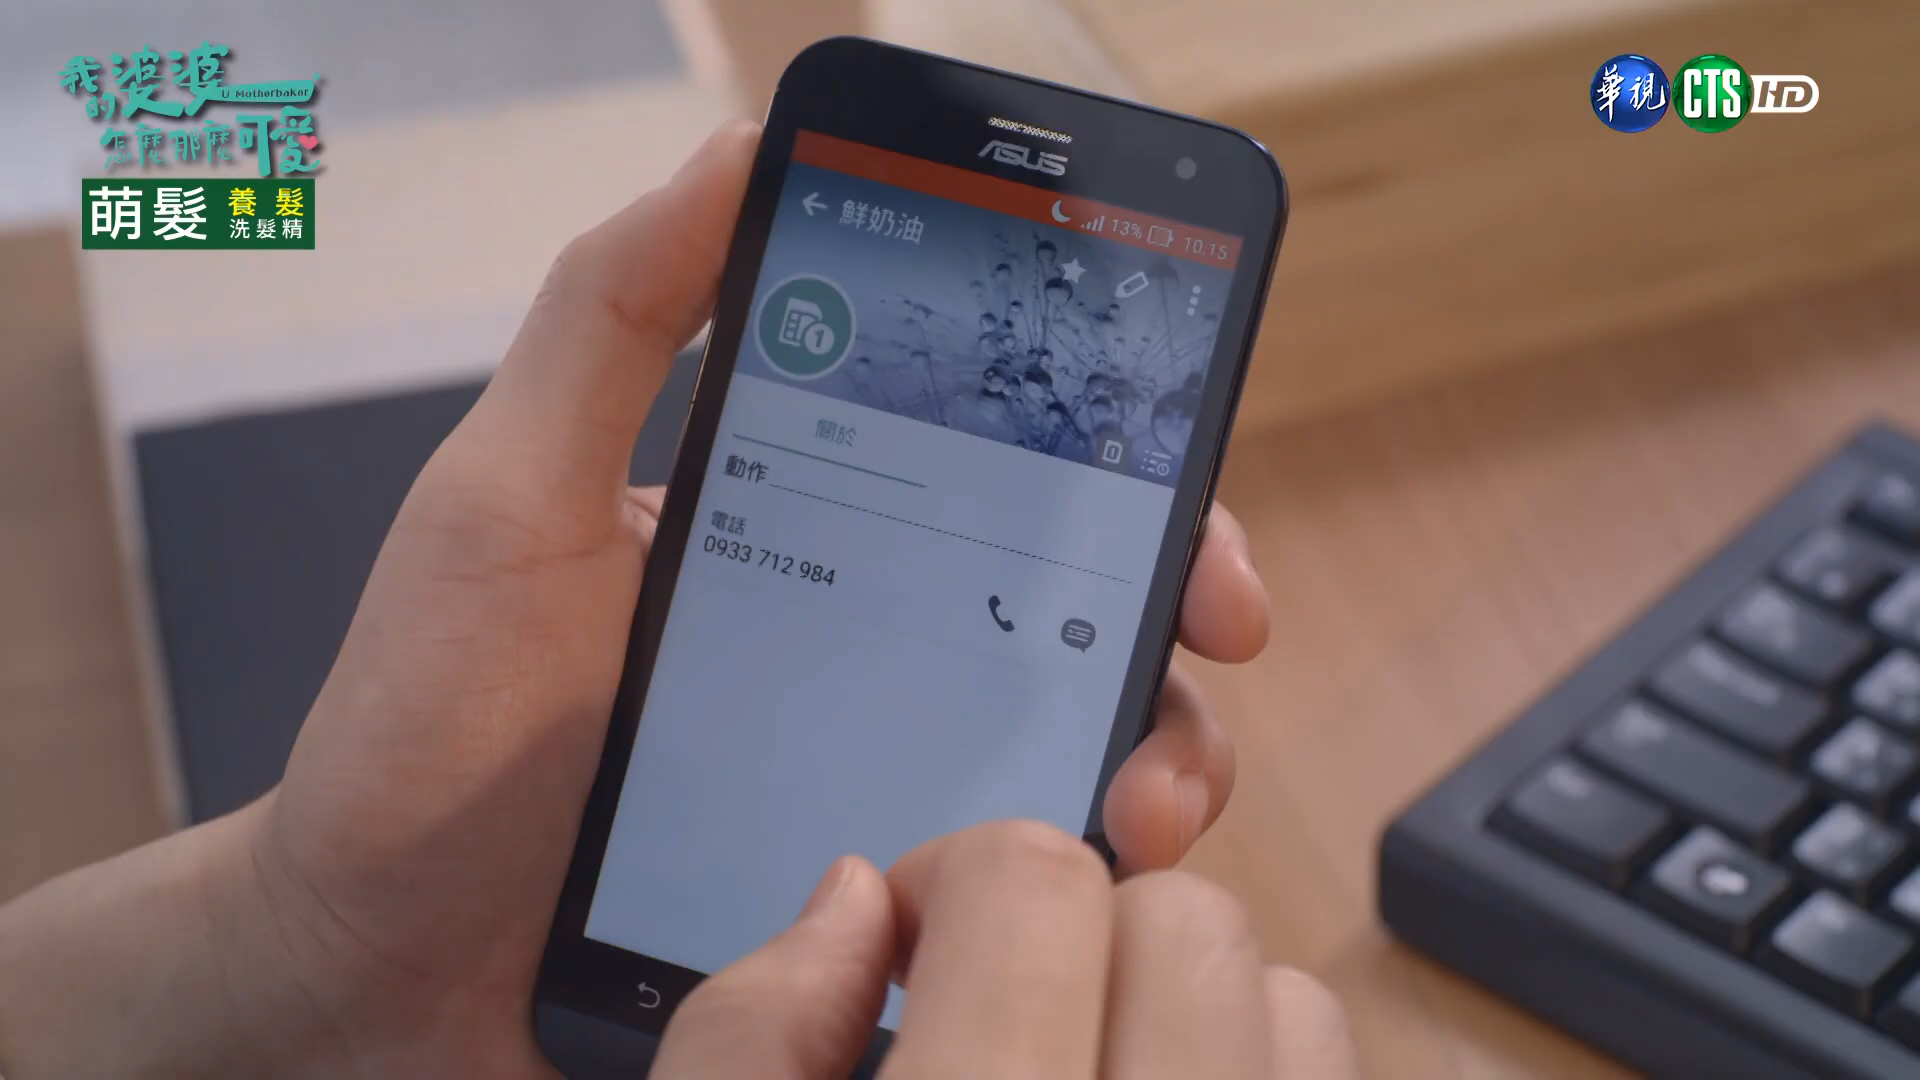 我的婆婆
U Motherbaker
怎麼那麼可愛
萌髮 養髮
洗髮精
華視 CTS HD
ASUS
13% 10:15
鮮奶油
1
關於
動作
電話
0933 712 984